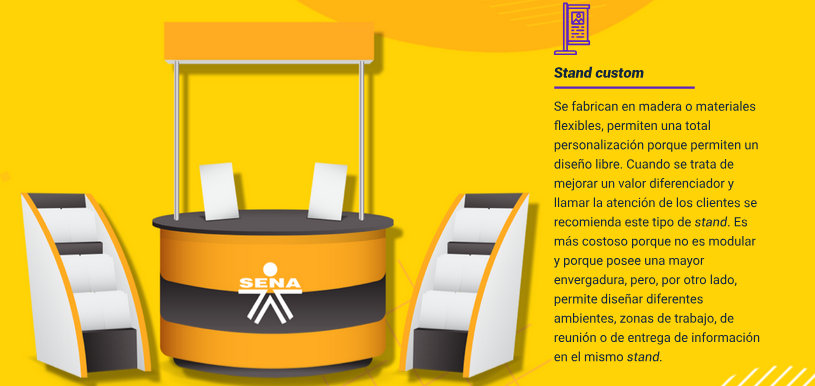 Stand custom
Se fabrican en madera o materiales
flexibles, permiten una total
personalización porque permiten un
diseño libre. Cuando se trata de
mejorar un valor diferenciador y
llamar la atención de los clientes se
recomienda este tipo de stand. Es
más costoso porque no es modular
y porque posee una mayor
envergadura, pero, por otro lado,
permite diseñar diferentes
ambientes, zonas de trabajo, de
reunión o de entrega de información
en el mismo stand.
SENA